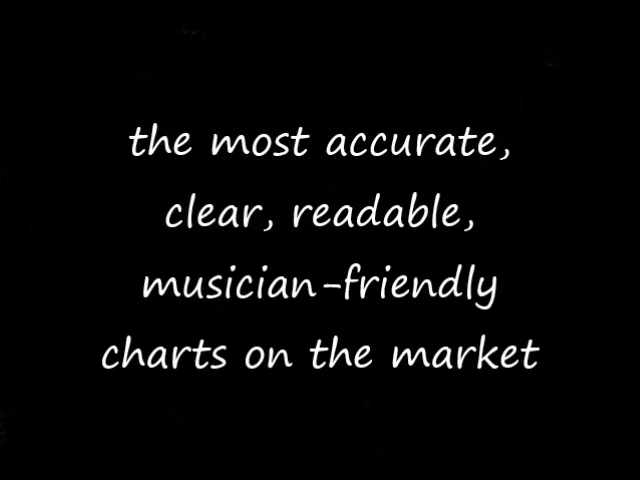 the most accurate,
clear, readable,
musician-friendly
charts on the market